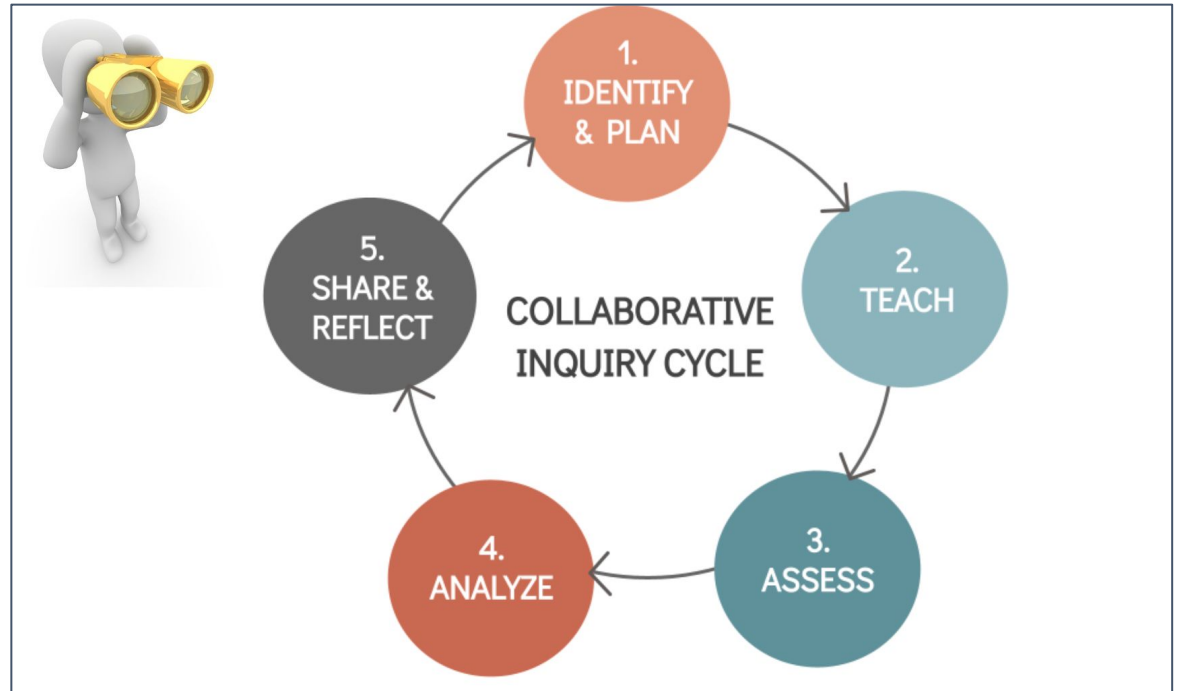 1.
IDENTIFY
& PLAN
2.
TEACH
3.
ASSESS
4.
ANALYZE
5.
SHARE &
REFLECT
COLLABORATIVE
INQUIRY CYCLE